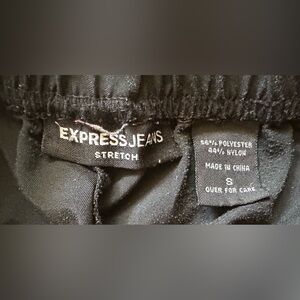 EXPRESS JEANS
STRETCH
56% POLYESTER
44% NYLON
MADE IN CHINA
S
OVER FOR CARE